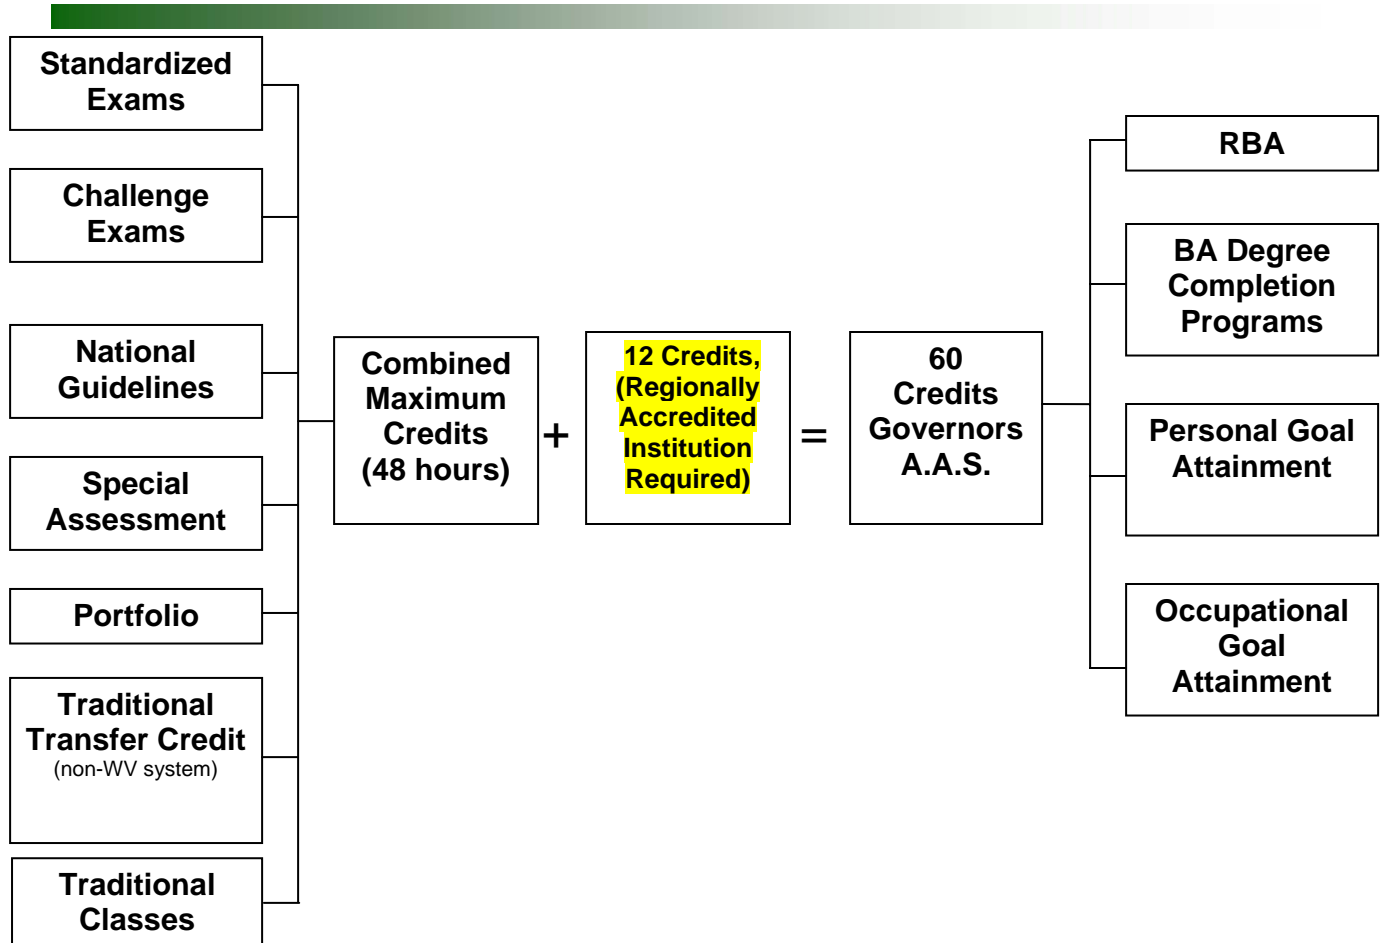 Standardized
Exams
Challenge
Exams
National
Guidelines
Special
Assessment
Portfolio
Traditional
Transfer Credit
(non-WV system)
Traditional
Classes
Combined
Maximum
Credits
(48 hours)
+
12 Credits,
(Regionally
Accredited
Institution
Required)
=
60
Credits
Governors
A.A.S.
RBA
BA Degree
Completion
Programs
Personal Goal
Attainment
Occupational
Goal
Attainment